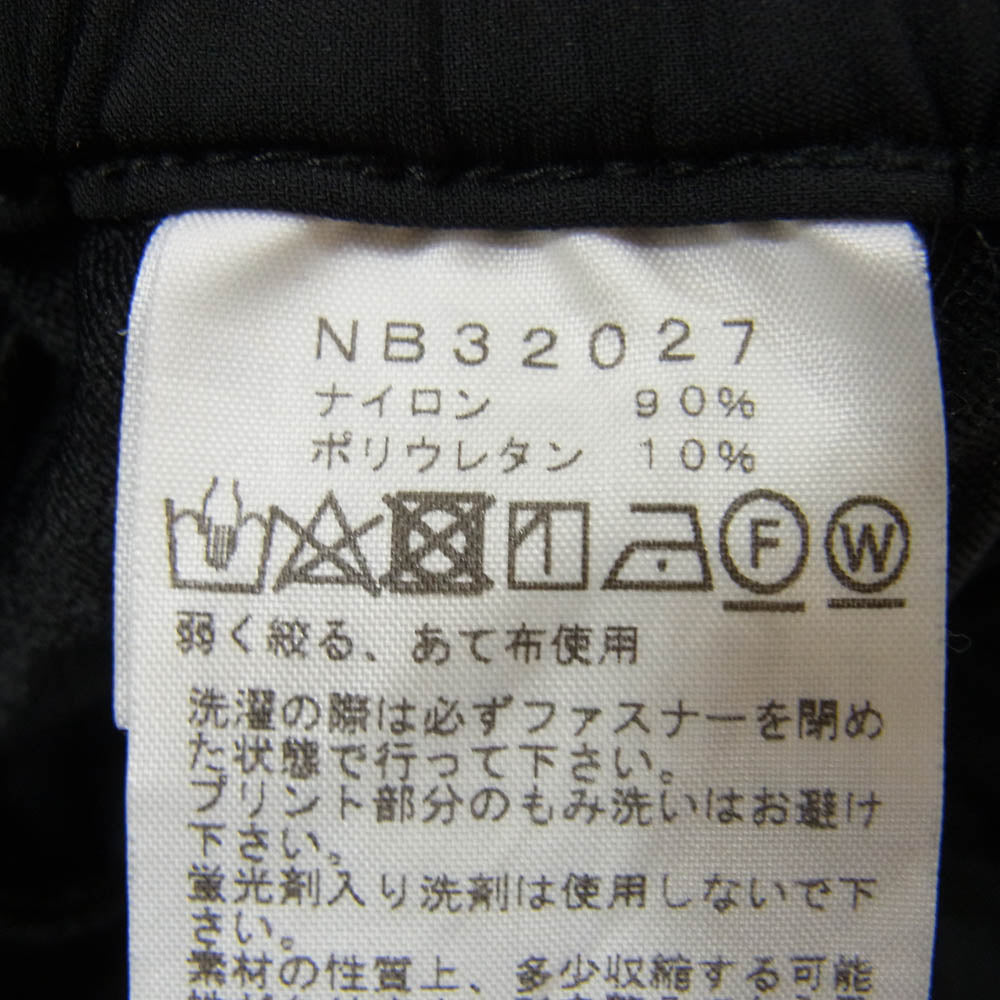 NB32027
ナイロン 90%
ポリウレタン 10%
F W
弱く絞る、あて布使用
洗濯の際は必ずファスナーを閉め
た状態で行って下さい。
プリント部分のもみ洗いはお避け
下さい。
蛍光剤入り洗剤は使用しないで下
さい。
素材の性質上、多少収縮する可能